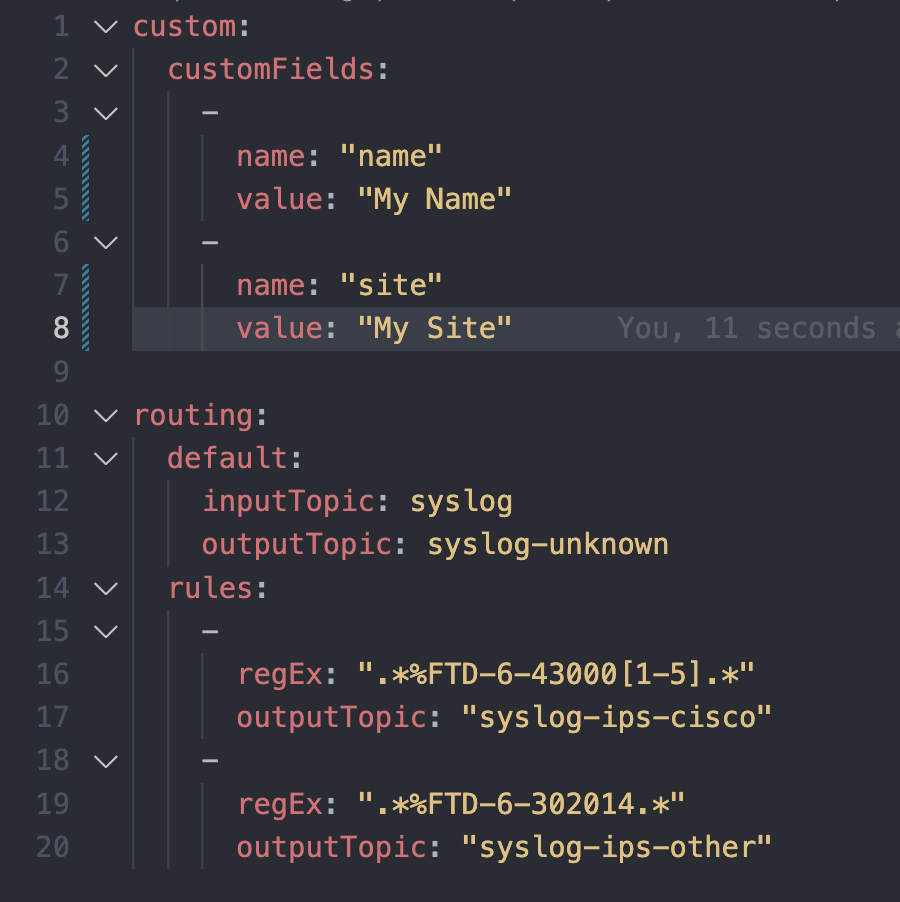 1 custom:
2 customFields:
3 -
4 name: "name"
5 value: "My Name"
6 -
7 name: "site"
8 value: "My Site" You, 11 seconds
9
10 routing:
11 default:
12 inputTopic: syslog
13 outputTopic: syslog-unknown
14 rules:
15 -
16 regEx: ".*%FTD-6-43000[1-5].*"
17 outputTopic: "syslog-ips-cisco"
18 -
19 regEx: ".*%FTD-6-302014.*"
20 outputTopic: "syslog-ips-other"